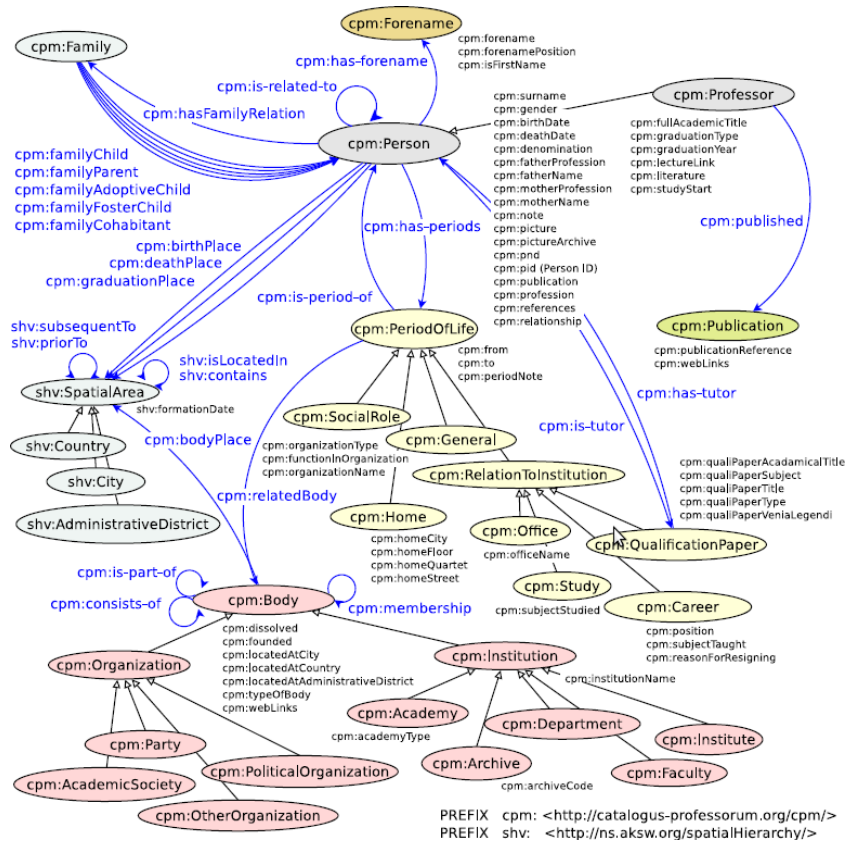 cpm:Forename
cpm:forename
cpm:forenamePosition
cpm:isFirstName
cpm:Family
cpm:has-forename
cpm:is-related-to
cpm:hasFamilyRelation
cpm:Professor
cpm:fullAcademicTitle
cpm:graduationType
cpm:graduationYear
cpm:lectureLink
cpm:literature
cpm:studyStart
cpm:Person
cpm:surname
cpm:gender
cpm:birthDate
cpm:deathDate
cpm:denomination
cpm:fatherProfession
cpm:fatherName
cpm:motherProfession
cpm:motherName
cpm:note
cpm:picture
cpm:pictureArchive
cpm:pnd
cpm:pid (Person ID)
cpm:publication
cpm:profession
cpm:references
cpm:relationship
cpm:familyChild
cpm:familyParent
cpm:familyAdoptiveChild
cpm:familyFosterChild
cpm:familyCohabitant
cpm:birthPlace
cpm:deathPlace
cpm:graduationPlace
cpm:has-periods
cpm:is-period-of
cpm:published
cpm:Publication
cpm:publicationReference
cpm:webLinks
shv:subsequentTo
shv:priorTo
shv:isLocatedIn
shv:contains
shv:SpatialArea
shv:formationDate
shv:Country
shv:City
shv:AdministrativeDistrict
cpm:PeriodOfLife
cpm:from
cpm:to
cpm:periodNote
cpm:has-tutor
cpm:is-tutor
cpm:bodyPlace
cpm:relatedBody
cpm:SocialRole
cpm:organizationType
cpm:functionInOrganization
cpm:organizationName
cpm:General
cpm:RelationToInstitution
cpm:Home
cpm:homeCity
cpm:homeFloor
cpm:homeQuartet
cpm:homeStreet
cpm:Office
cpm:officeName
cpm:Study
cpm:subjectStudied
cpm:qualiPaperAcadamicalTitle
cpm:qualiPaperSubject
cpm:qualiPaperTitle
cpm:qualiPaperType
cpm:qualiPaperVeniaLegendi
cpm:QualificationPaper
cpm:Career
cpm:position
cpm:subjectTaught
cpm:reasonForResigning
cpm:is-part-of
cpm:consists-of
cpm:Body
cpm:membership
cpm:dissolved
cpm:founded
cpm:locatedAtCity
cpm:locatedAtCountry
cpm:locatedAtAdministrativeDistrict
cpm:typeOfBody
cpm:webLinks
cpm:Organization
cpm:Party
cpm:AcademicSociety
cpm:PoliticalOrganization
cpm:OtherOrganization
cpm:Institution
cpm:institutionName
cpm:Academy
cpm:academyType
cpm:Archive
cpm:archiveCode
cpm:Department
cpm:Faculty
cpm:Institute
PREFIX cpm: <http://catalogus-professorum.org/cpm/>
PREFIX shv: <http://ns.aksw.org/spatialHierarchy/>